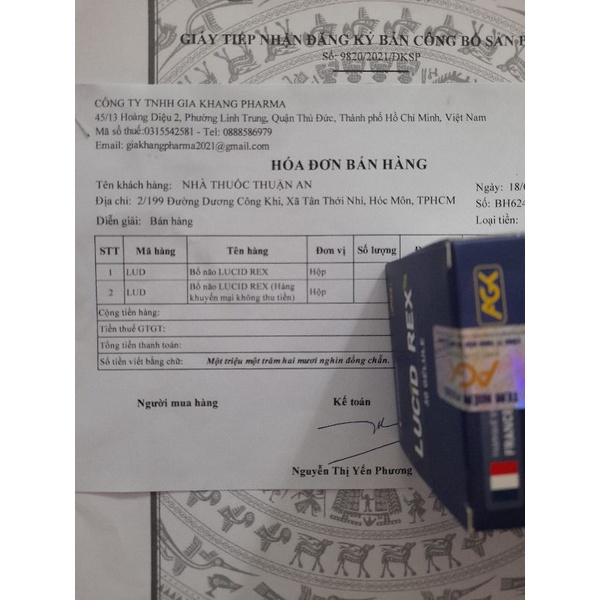 GIẤY TIẾP NHẬN ĐĂNG KÝ BẢN CÔNG BỐ SẢN
Số: 9820/2021/ĐKSP
CÔNG TY TNHH GIA KHANG PHARMA
45/13 Hoàng Diệu 2, Phường Linh Trung, Quận Thủ Đức, Thành phố Hồ Chí Minh, Việt Nam
Mã số thuế:0315542581 - Tel: 0888586979
Email: giakhangpharma2021@gmail.com
HÓA ĐƠN BÁN HÀNG
Tên khách hàng: NHÀ THUỐC THUẬN AN Ngày: 18/
Địa chỉ: 2/199 Đường Dương Công Khi, Xã Tân Thới Nhì, Hóc Môn, TPHCM Số: BH624
Diễn giải: Bán hàng Loại tiền:
STT Mã hàng Tên hàng Đơn vị Số lượng
1 LUD Bổ não LUCID REX Hộp
2 LUD Bổ não LUCID REX (Hàng khuyến mại không thu tiền) Hộp
Cộng tiền hàng:
Tiền thuế GTGT:
Tổng tiền thanh toán:
Số tiền viết bằng chữ: Một triệu một trăm hai mươi nghìn đồng chẵn.
Người mua hàng Kế toán
Nguyễn Thị Yến Phương
LUCID REX
30 GÉLULE
AGK